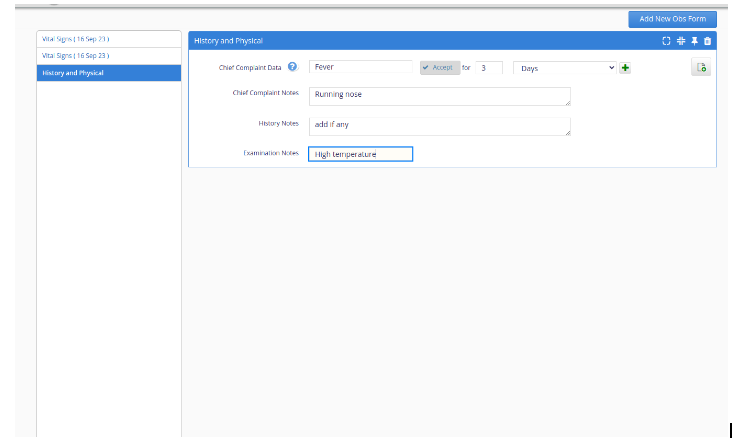 Add New Obs Form
Vital Signs ( 16 Sep 23 )
Vital Signs ( 16 Sep 23 )
History and Physical
History and Physical
Chief Complaint Data ? Fever Accept for 3 Days
Chief Complaint Notes Running nose
History Notes add if any
Examination Notes High temperature